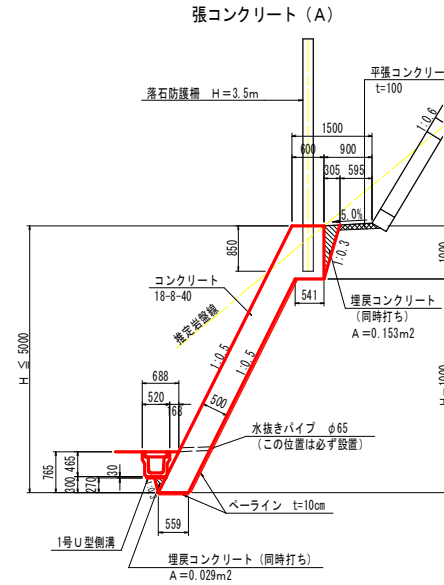 張コンクリート（A）
平張コンクリー
t=100
落石防護柵　H＝3.5m
1500
600
900
305
595
5.0%
1:0.6
850
1:0.3
コンクリート
18-8-40
541
埋戻コンクリート
(同時打ち)
A＝0.153m2
推定岩盤線
H ≦ 5000
1:0.5
1:0.5
500
688
520
168
水抜きパイプ　φ65
(この位置は必ず設置)
765
465
300
30
270
1:0.3
559
ペーライン　t=10cm
1号U型側溝
埋戻コンクリート(同時打ち)
A＝0.029m2